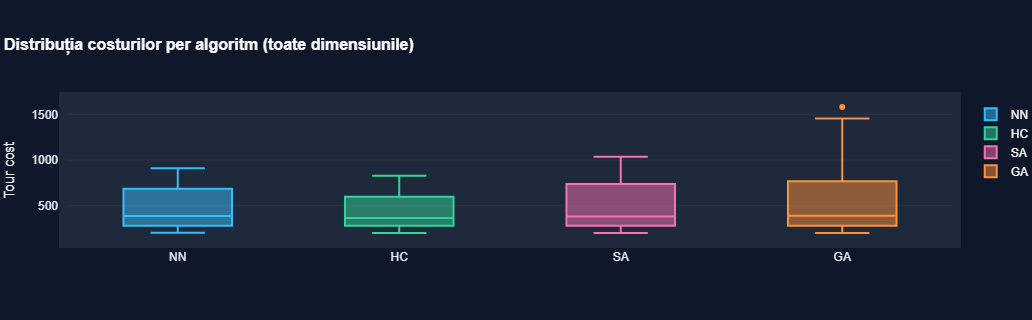 Distribuția costurilor per algoritm (toate dimensiunile)
Tour cost
1500
1000
500
NN
HC
SA
GA
NN
HC
SA
GA